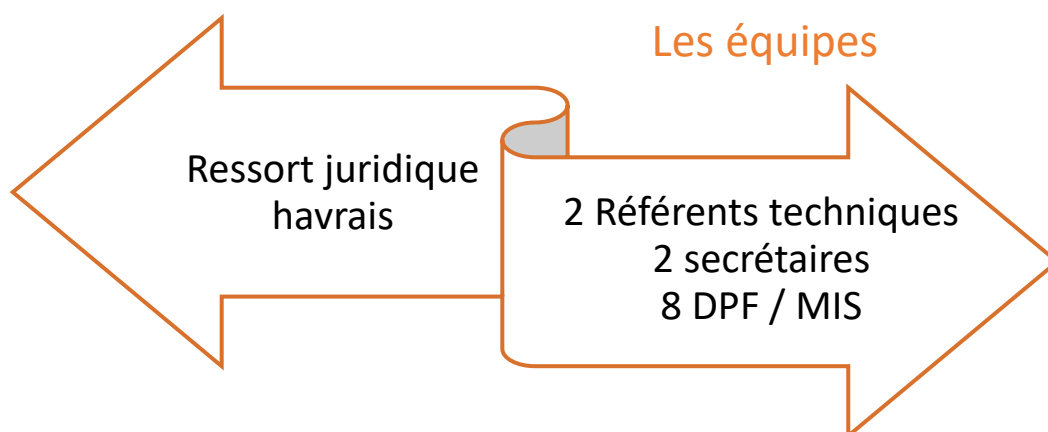 Les équipes
Ressort juridique
havrais
2 Référents techniques
2 secrétaires
8 DPF / MIS